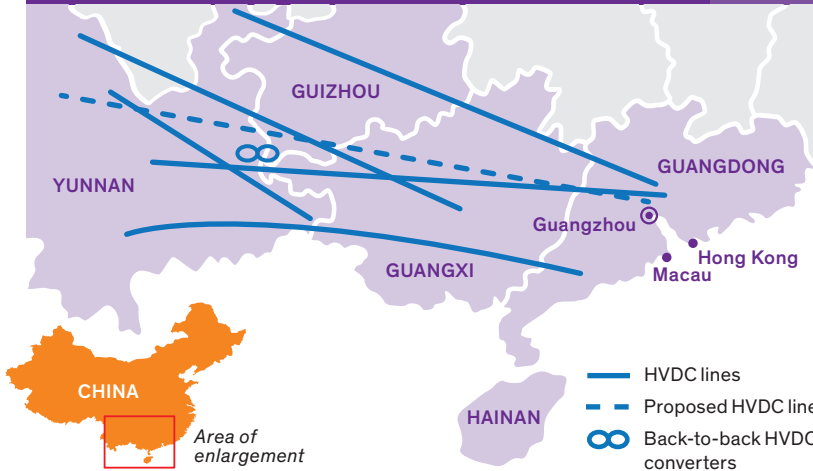 GUIZHOU
GUANGDONG
YUNNAN
Guangzhou
Hong Kong
GUANGXI
Macau
CHINA
HVDC lines
Proposed HVDC line
HAINAN
Area of
enlargement
Back-to-back HVDC
converters